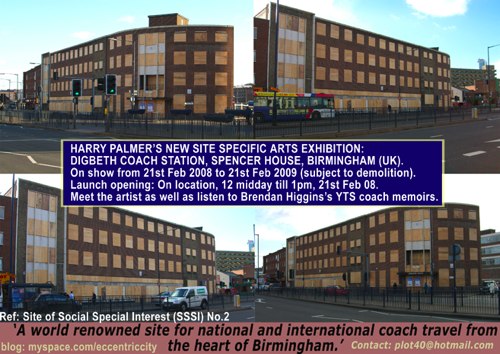 HARRY PALMER'S NEW SITE SPECIFIC ARTS EXHIBITION:
DIGBETH COACH STATION, SPENCER HOUSE, BIRMINGHAM (UK).
On show from 21st Feb 2008 to 21st Feb 2009 (subject to demolition).
Launch opening: On location, 12 midday till 1pm, 21st Feb 08.
Meet the artist as well as listen to Brendan Higgins's YTS coach memoirs.
Ref: Site of Social Special Interest (SSSI) No.2
'A world renowned site for national and international coach travel from
the heart of Birmingham.'
blog: myspace.com/eccentriccity
Contact: plot40@hotmail.com